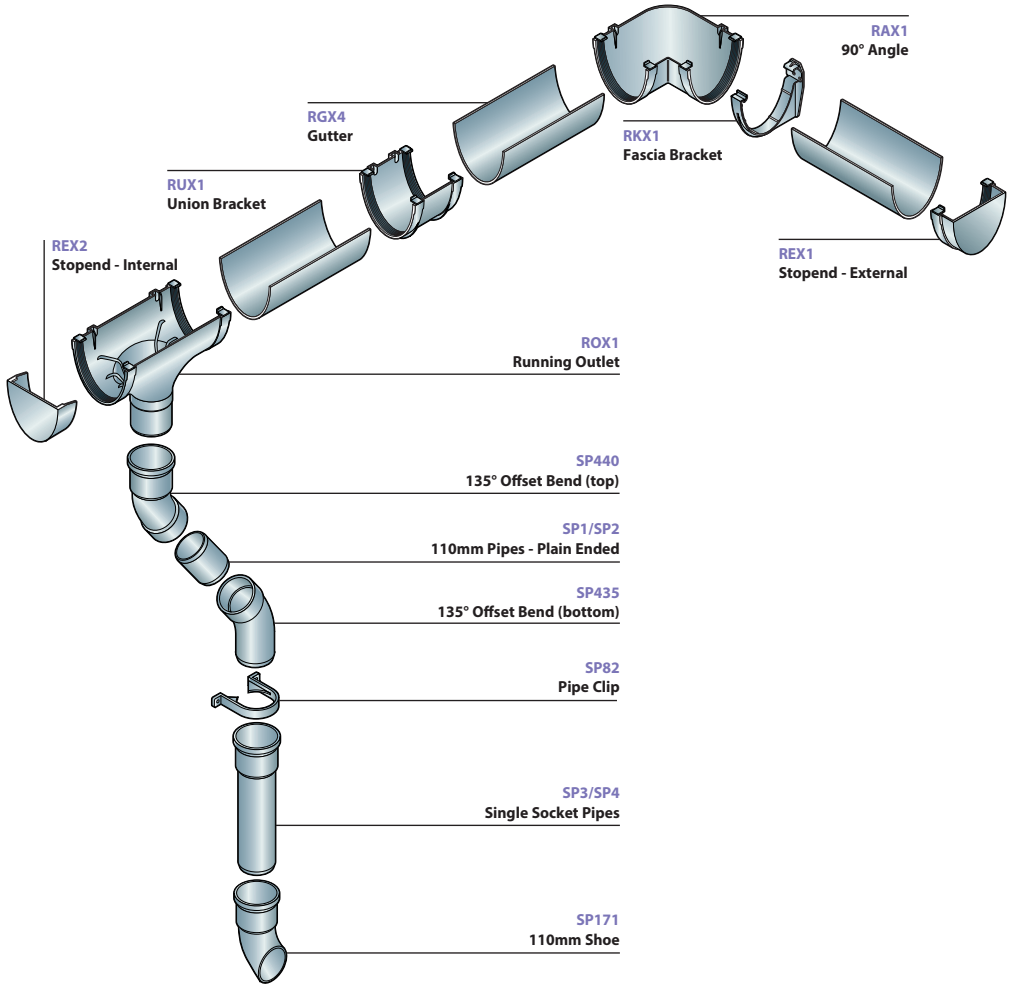 RAX1
90° Angle
RGX4
Gutter
RKX1
Fascia Bracket
RUX1
Union Bracket
REX2
Stopend - Internal
REX1
Stopend - External
ROX1
Running Outlet
SP440
135° Offset Bend (top)
SP1/SP2
110mm Pipes - Plain Ended
SP435
135° Offset Bend (bottom)
SP82
Pipe Clip
SP3/SP4
Single Socket Pipes
SP171
110mm Shoe